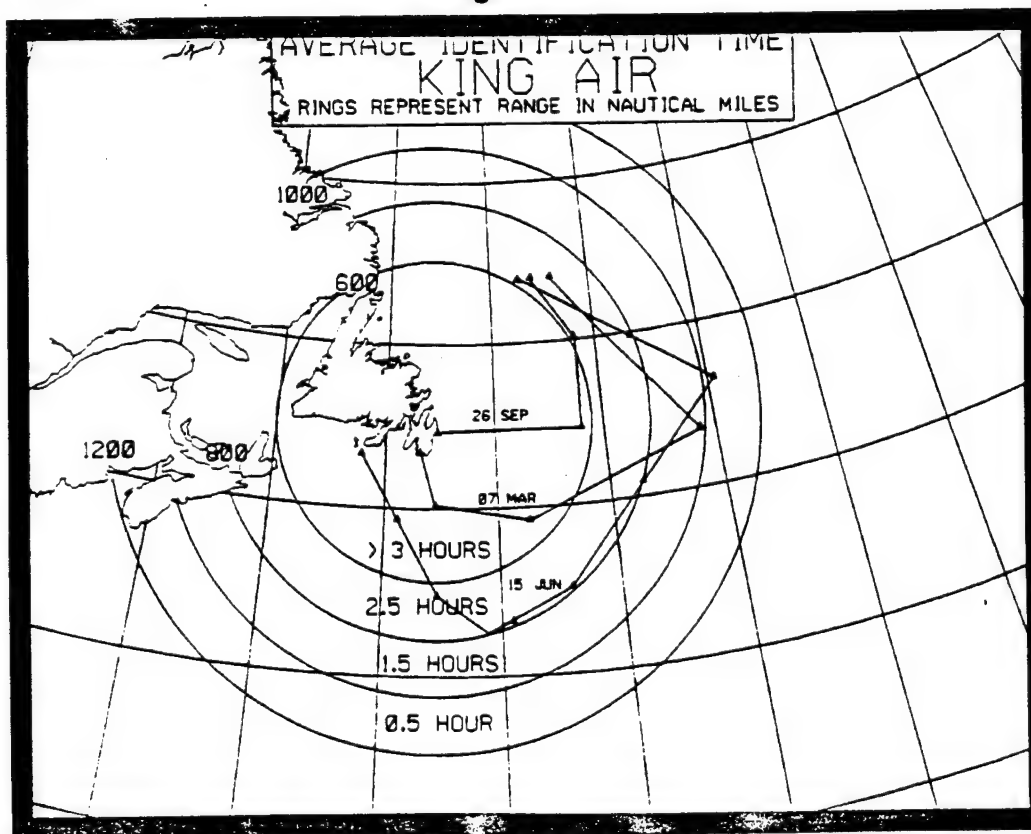 AVERAGE IDENTIFICATION TIME
KING AIR
RINGS REPRESENT RANGE IN NAUTICAL MILES
1000
600
26 SEP
1200
800
07 MAR
> 3 HOURS
15 JUN
2.5 HOURS
1.5 HOURS
0.5 HOUR